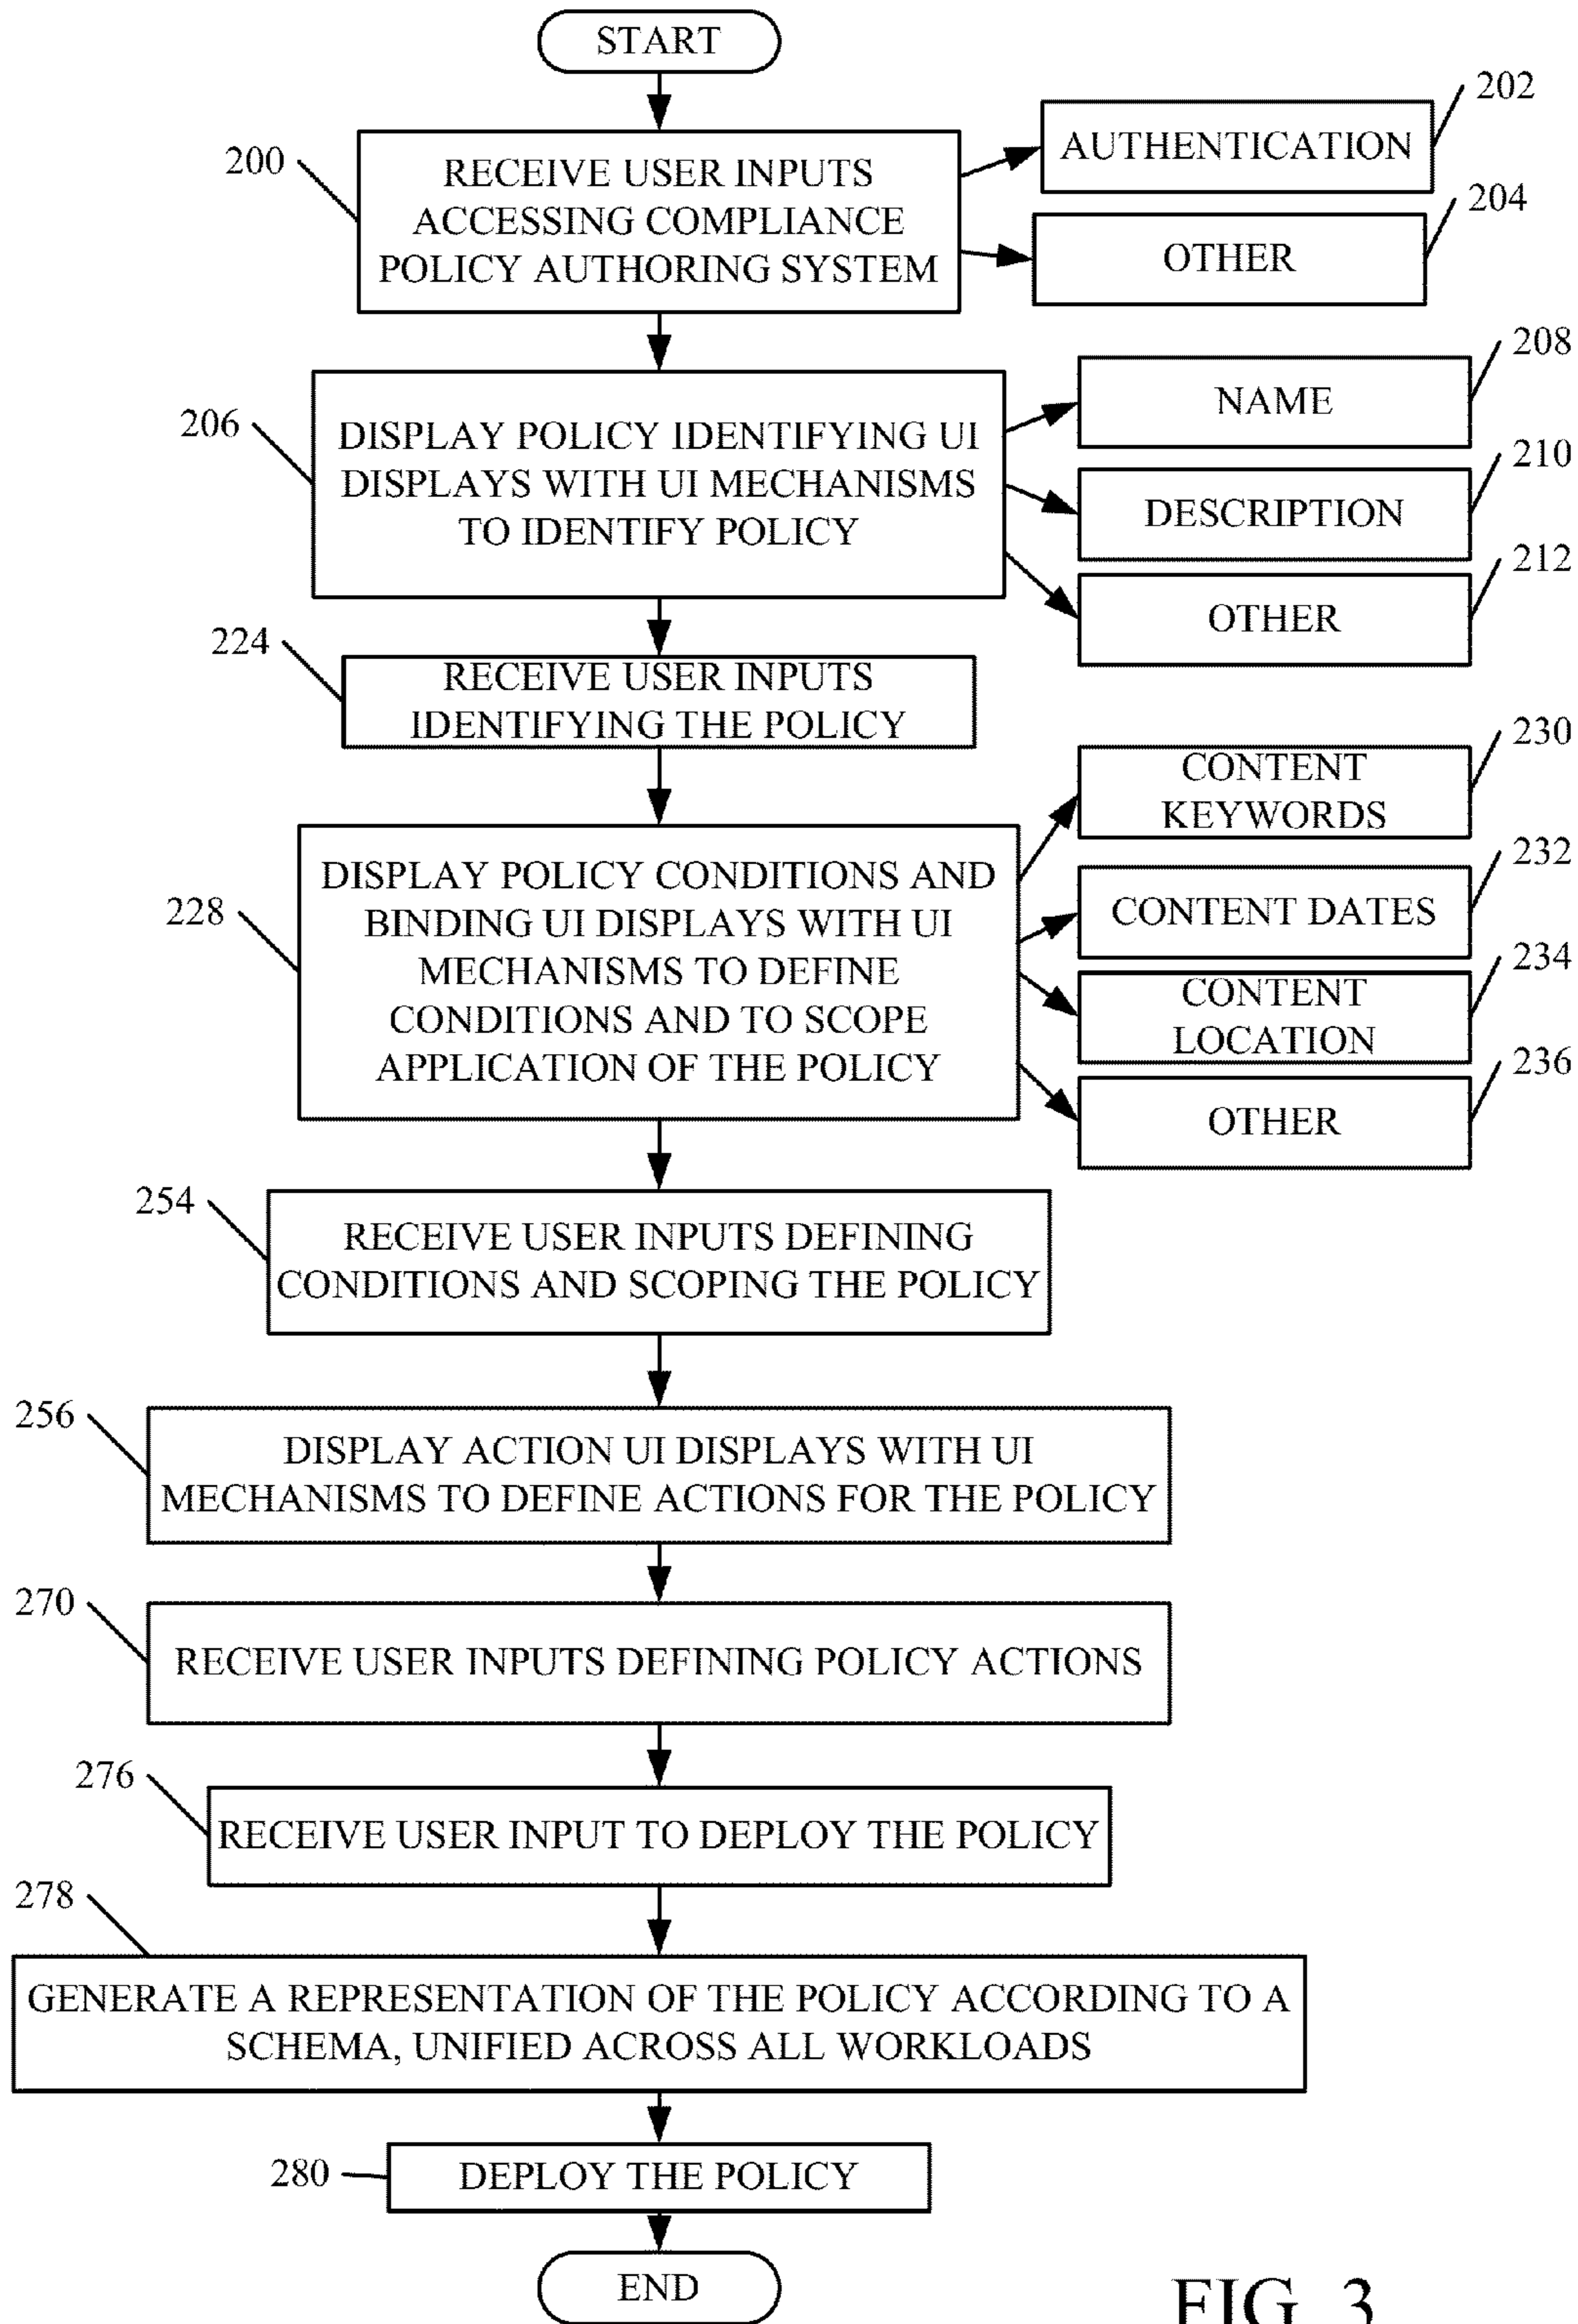 START
200
RECEIVE USER INPUTS
ACCESSING COMPLIANCE
POLICY AUTHORING SYSTEM
202
AUTHENTICATION
204
OTHER
206
DISPLAY POLICY IDENTIFYING UI
DISPLAYS WITH UI MECHANISMS
TO IDENTIFY POLICY
208
NAME
210
DESCRIPTION
212
OTHER
224
RECEIVE USER INPUTS
IDENTIFYING THE POLICY
228
DISPLAY POLICY CONDITIONS AND
BINDING UI DISPLAYS WITH UI
MECHANISMS TO DEFINE
CONDITIONS AND TO SCOPE
APPLICATION OF THE POLICY
230
CONTENT
KEYWORDS
232
CONTENT DATES
234
CONTENT
LOCATION
236
OTHER
254
RECEIVE USER INPUTS DEFINING
CONDITIONS AND SCOPING THE POLICY
256
DISPLAY ACTION UI DISPLAYS WITH UI
MECHANISMS TO DEFINE ACTIONS FOR THE POLICY
270
RECEIVE USER INPUTS DEFINING POLICY ACTIONS
276
RECEIVE USER INPUT TO DEPLOY THE POLICY
278
GENERATE A REPRESENTATION OF THE POLICY ACCORDING TO A
SCHEMA, UNIFIED ACROSS ALL WORKLOADS
280
DEPLOY THE POLICY
END
FIG. 3